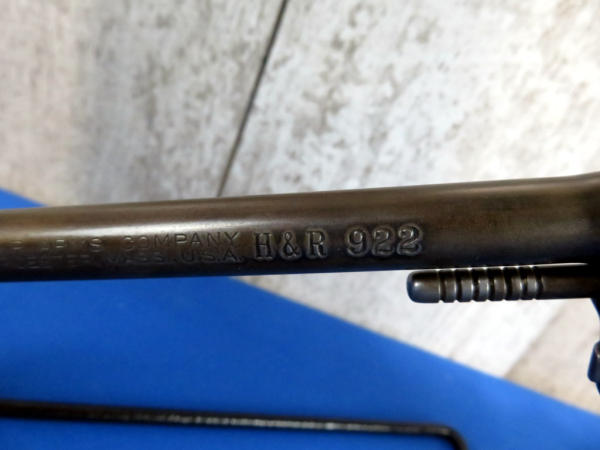 ARMS COMPANY
MASS. U.S.A.
H&R 922